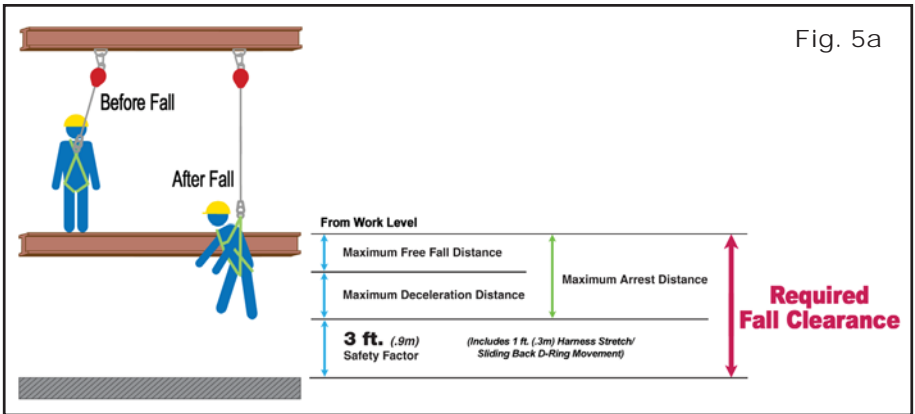 Fig. 5a
Before Fall
After Fall
From Work Level
Maximum Free Fall Distance
Maximum Deceleration Distance
Maximum Arrest Distance
3 ft. (.9m)
Safety Factor
(Includes 1 ft. (.3m) Harness Stretch/
Sliding Back D-Ring Movement)
Required
Fall Clearance